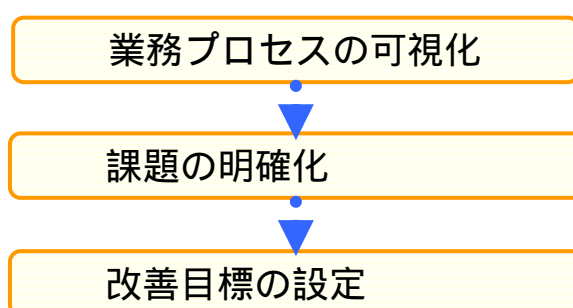 業務プロセスの可視化
課題の明確化
改善目標の設定